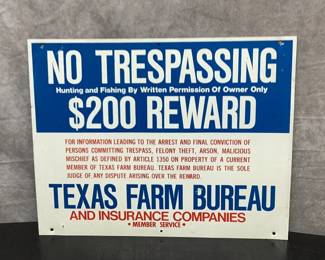 NO TRESPASSING
Hunting and Fishing By Written Permission Of Owner Only
$200 REWARD
FOR INFORMATION LEADING TO THE ARREST AND FINAL CONVICTION OF
PERSONS COMMITTING TRESPASS, FELONY THEFT, ARSON, MALICIOUS
MISCHIEF AS DEFINED BY ARTICLE 1350 ON PROPERTY OF A CURRENT
MEMBER OF TEXAS FARM BUREAU. TEXAS FARM BUREAU IS THE SOLE
JUDGE OF ANY DISPUTE ARISING OVER THE REWARD.
TEXAS FARM BUREAU
AND INSURANCE COMPANIES
• MEMBER SERVICE •